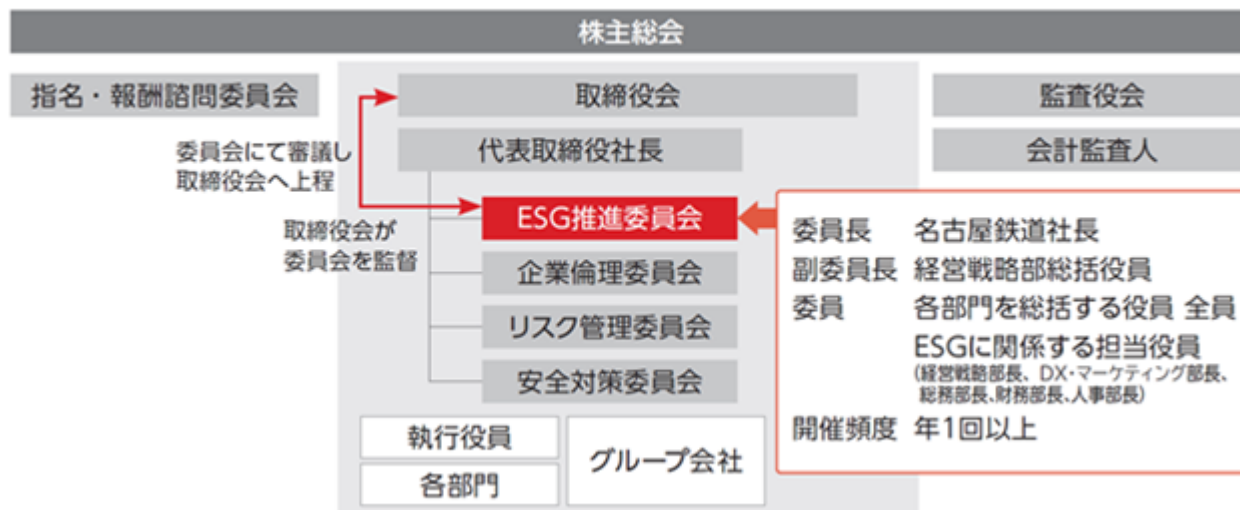 株主総会
指名・報酬諮問委員会
取締役会
監査役会
委員会にて審議し
取締役会へ上程
代表取締役社長
会計監査人
取締役会が
委員会を監督
ESG推進委員会
企業倫理委員会
リスク管理委員会
安全対策委員会
委員長 名古屋鉄道社長
副委員長 経営戦略部総括役員
委員 各部門を総括する役員 全員
ESGに関係する担当役員
(経営戦略部長、DX・マーケティング部長、
総務部長、財務部長、人事部長)
開催頻度 年1回以上
執行役員
各部門
グループ会社